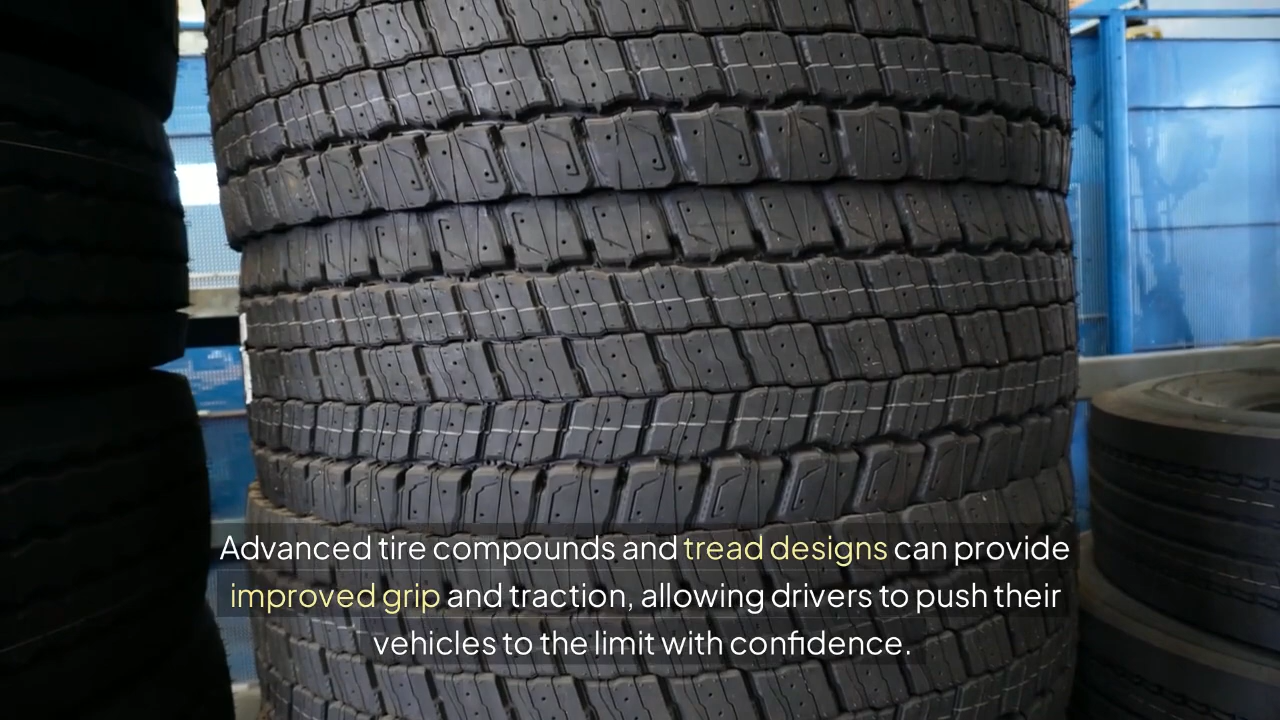 Advanced tire compounds and tread designs can provide
improved grip and traction, allowing drivers to push their
vehicles to the limit with confidence.